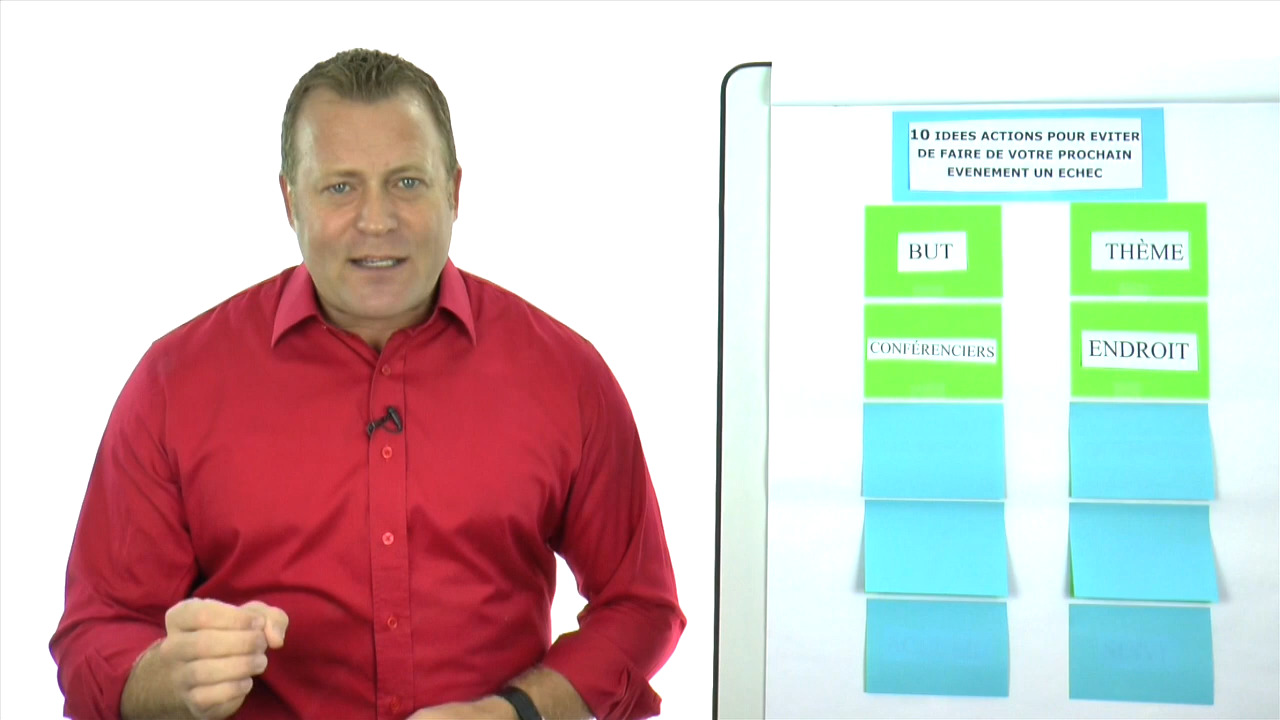 10 IDEES ACTIONS POUR EVITER
DE FAIRE DE VOTRE PROCHAIN
EVENEMENT UN ECHEC
BUT
THÈME
CONFÉRENCIERS
ENDROIT